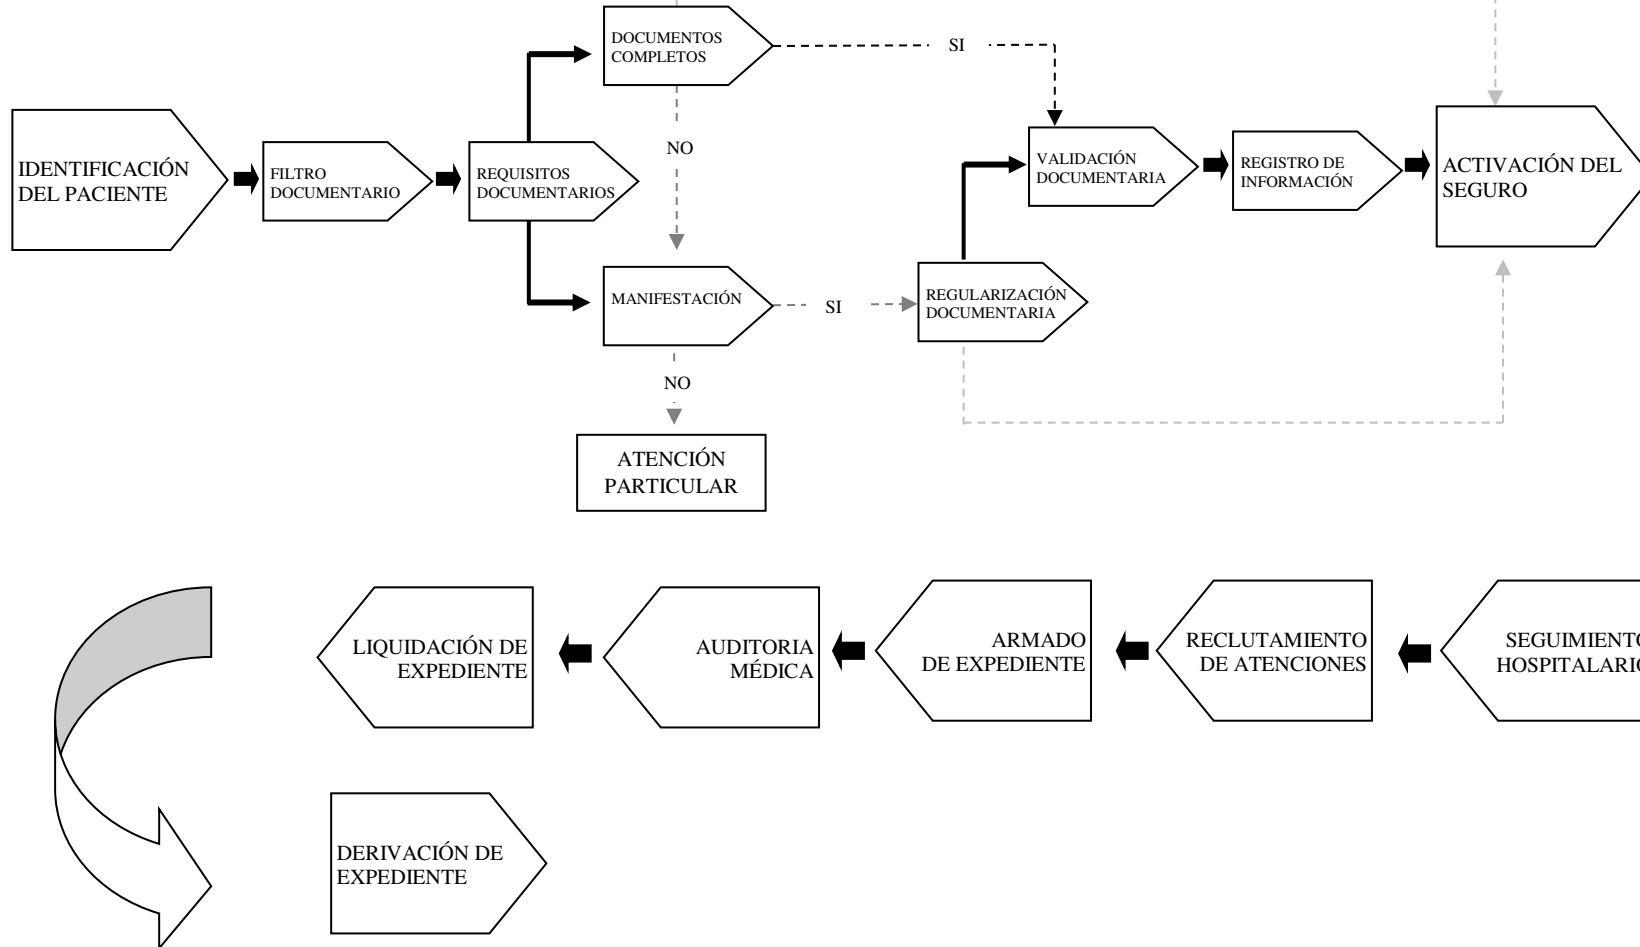 DOCUMENTOS
COMPLETOS
SI
IDENTIFICACIÓN
DEL PACIENTE
FILTRO
DOCUMENTARIO
REQUISITOS
DOCUMENTARIOS
NO
VALIDACIÓN
DOCUMENTARIA
REGISTRO DE
INFORMACIÓN
ACTIVACIÓN DEL
SEGURO
MANIFESTACIÓN
SI
REGULARIZACIÓN
DOCUMENTARIA
NO
ATENCIÓN
PARTICULAR
LIQUIDACIÓN DE
EXPEDIENTE
AUDITORIA
MÉDICA
ARMADO
DE EXPEDIENTE
RECLUTAMIENTO
DE ATENCIONES
SEGUIMIENTO
HOSPITALARIO
DERIVACIÓN DE
EXPEDIENTE